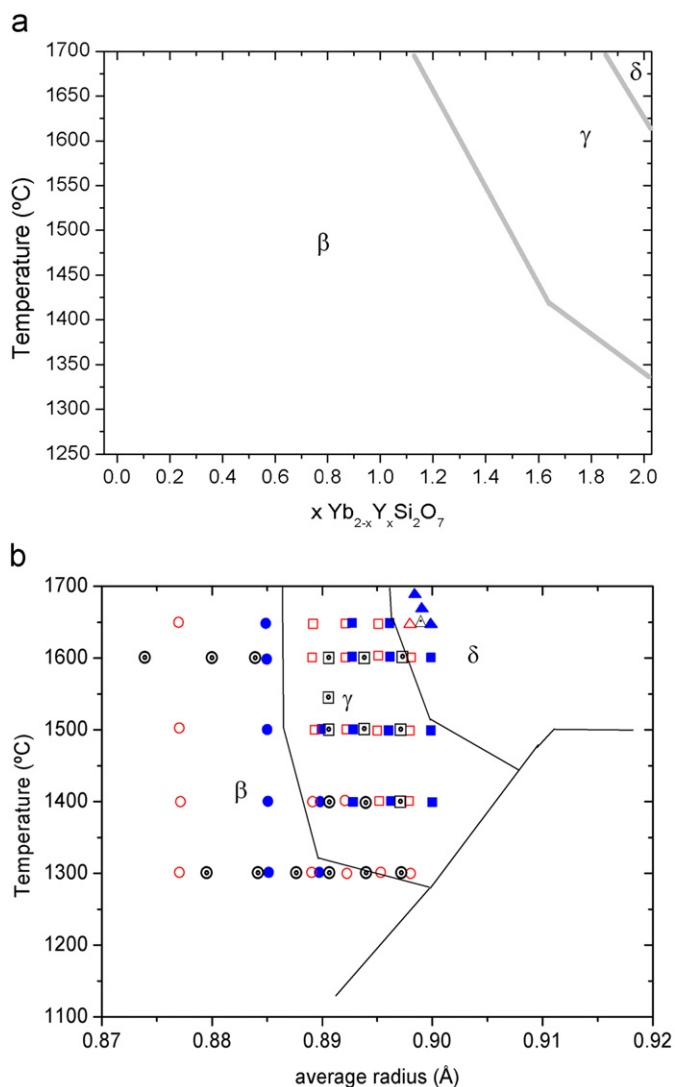 a
1700
1650
1600
1550
1500
1450
1400
1350
1300
1250
Temperature (ºC)
β
γ
δ
0.0 0.2 0.4 0.6 0.8 1.0 1.2 1.4 1.6 1.8 2.0
x Yb₂₋ₓYₓSi₂O₇
b
1700
1600
1500
1400
1300
1200
1100
Temperature (ºC)
δ
γ
β
0.87 0.88 0.89 0.90 0.91 0.92
average radius (Å)